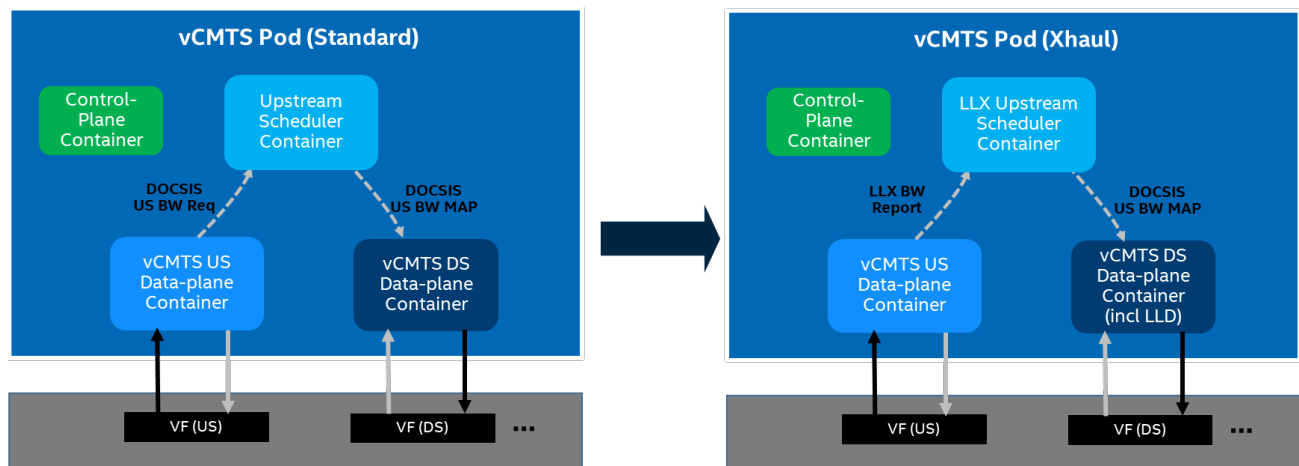 vCMTS Pod (Standard)
Control-
Plane
Container
Upstream
Scheduler
Container
DOCSIS
US BW Req
DOCSIS
US BW MAP
vCMTS US
Data-plane
Container
vCMTS DS
Data-plane
Container
VF (US)
VF (DS)
...
vCMTS Pod (Xhaul)
Control-
Plane
Container
LLX Upstream
Scheduler
Container
LLX BW
Report
DOCSIS
US BW MAP
vCMTS US
Data-plane
Container
vCMTS DS
Data-plane
Container
(incl LLD)
VF (US)
VF (DS)
...